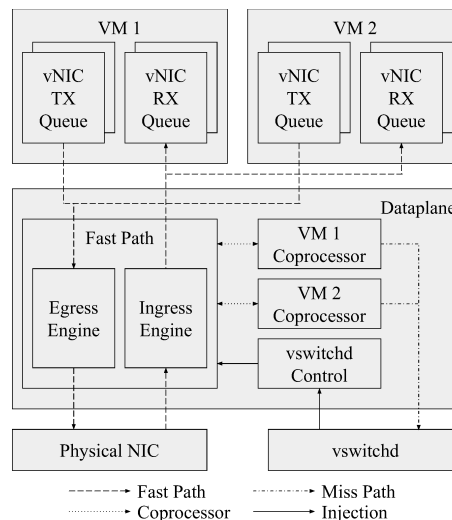 VM 1
VM 2
vNIC
TX
Queue
vNIC
RX
Queue
vNIC
TX
Queue
vNIC
RX
Queue
Dataplane
Fast Path
VM 1
Coprocessor
Egress
Engine
Ingress
Engine
VM 2
Coprocessor
vswitchd
Control
Physical NIC
vswitchd
Fast Path
Miss Path
Coprocessor
Injection